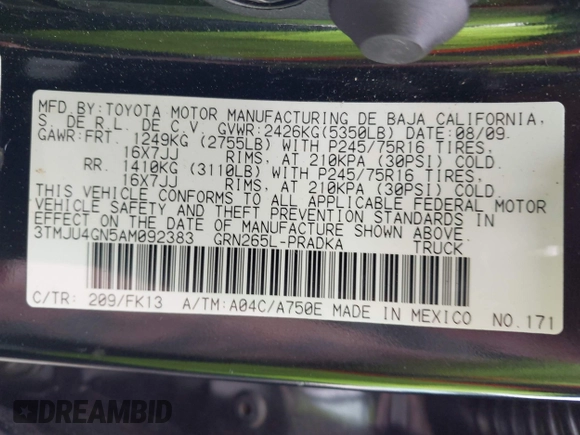 MFD BY:TOYOTA MOTOR MANUFACTURING DE BAJA CALIFORNIA,
S. DE R.L. DE C.V. GVWR:2426KG(5350LB) DATE:08/09
GAWR:FRT. 1249KG (2755LB) WITH P245/75R16 TIRES,
16X7JJ RIMS, AT 210KPA (30PSI) COLD.
RR. 1410KG (3110LB) WITH P245/75R16 TIRES,
16X7JJ RIMS, AT 210KPA (30PSI) COLD.
THIS VEHICLE CONFORMS TO ALL APPLICABLE FEDERAL MOTOR
VEHICLE SAFETY AND THEFT PREVENTION STANDARDS IN
EFFECT ON THE DATE OF MANUFACTURE SHOWN ABOVE.
3TMJU4GN5AM092383 GRN265L-PRADKA TRUCK
C/TR: 209/FK13 A/TM:A04C/A750E MADE IN MEXICO NO.171
DREAMBID